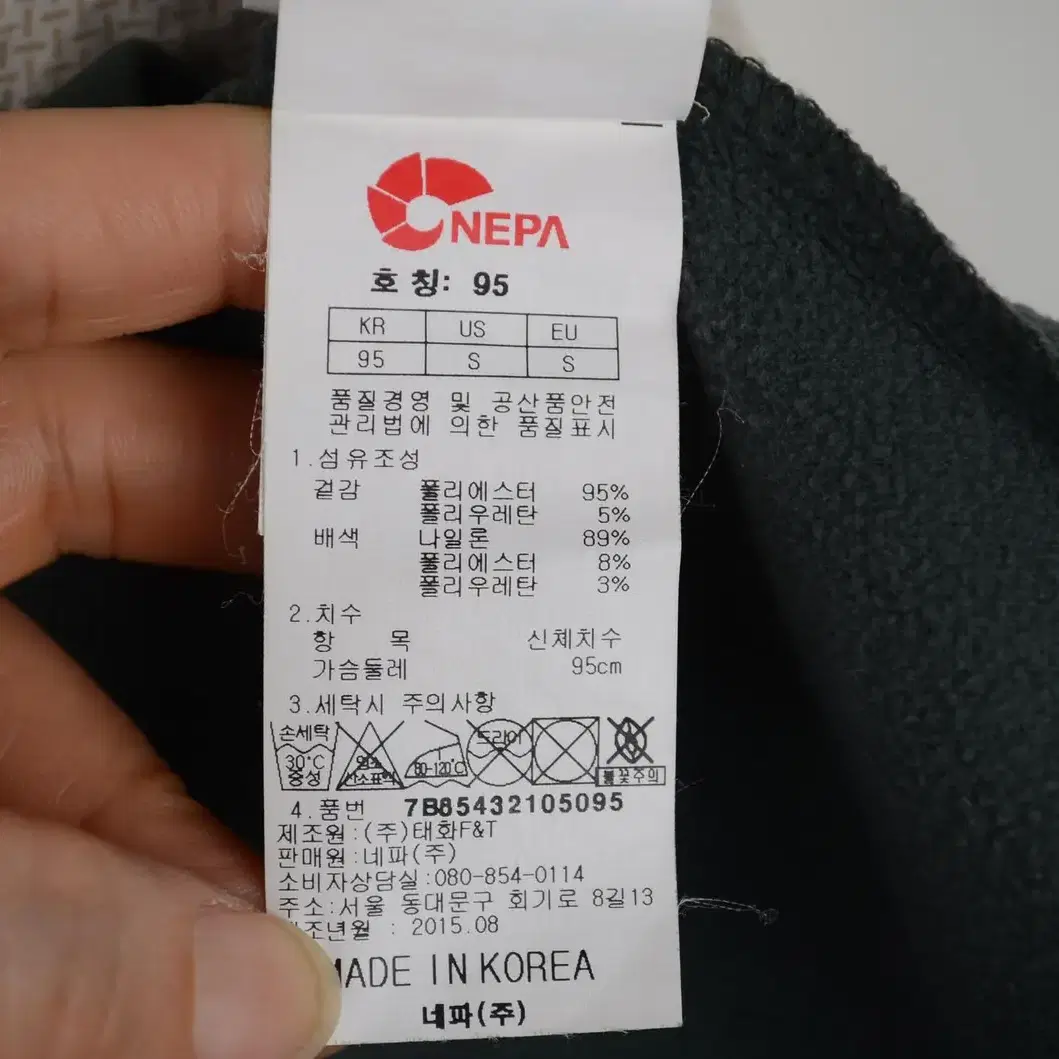 NEPA
호 칭: 95
KR US EU
95 S S
품질경영 및 공산품안전
관리법에 의한 품질표시
1.섬유조성
겉감 폴리에스터 95%
폴리우레탄 5%
배색 나일론 89%
폴리에스터 8%
폴리우레탄 3%
2.치수
항 목 신체치수
가슴둘레 95cm
3.세탁시 주의사항
손세탁 드라이
30°C 80-120°C
중성 산소표백 불꽃주의
4.품번 7B85432105095
제조원:(주)태화F&T
판매원:네파(주)
소비자상담실:080-854-0114
주소:서울 동대문구 회기로 8길13
조년월 : 2015.08
MADE IN KOREA
네파(주)